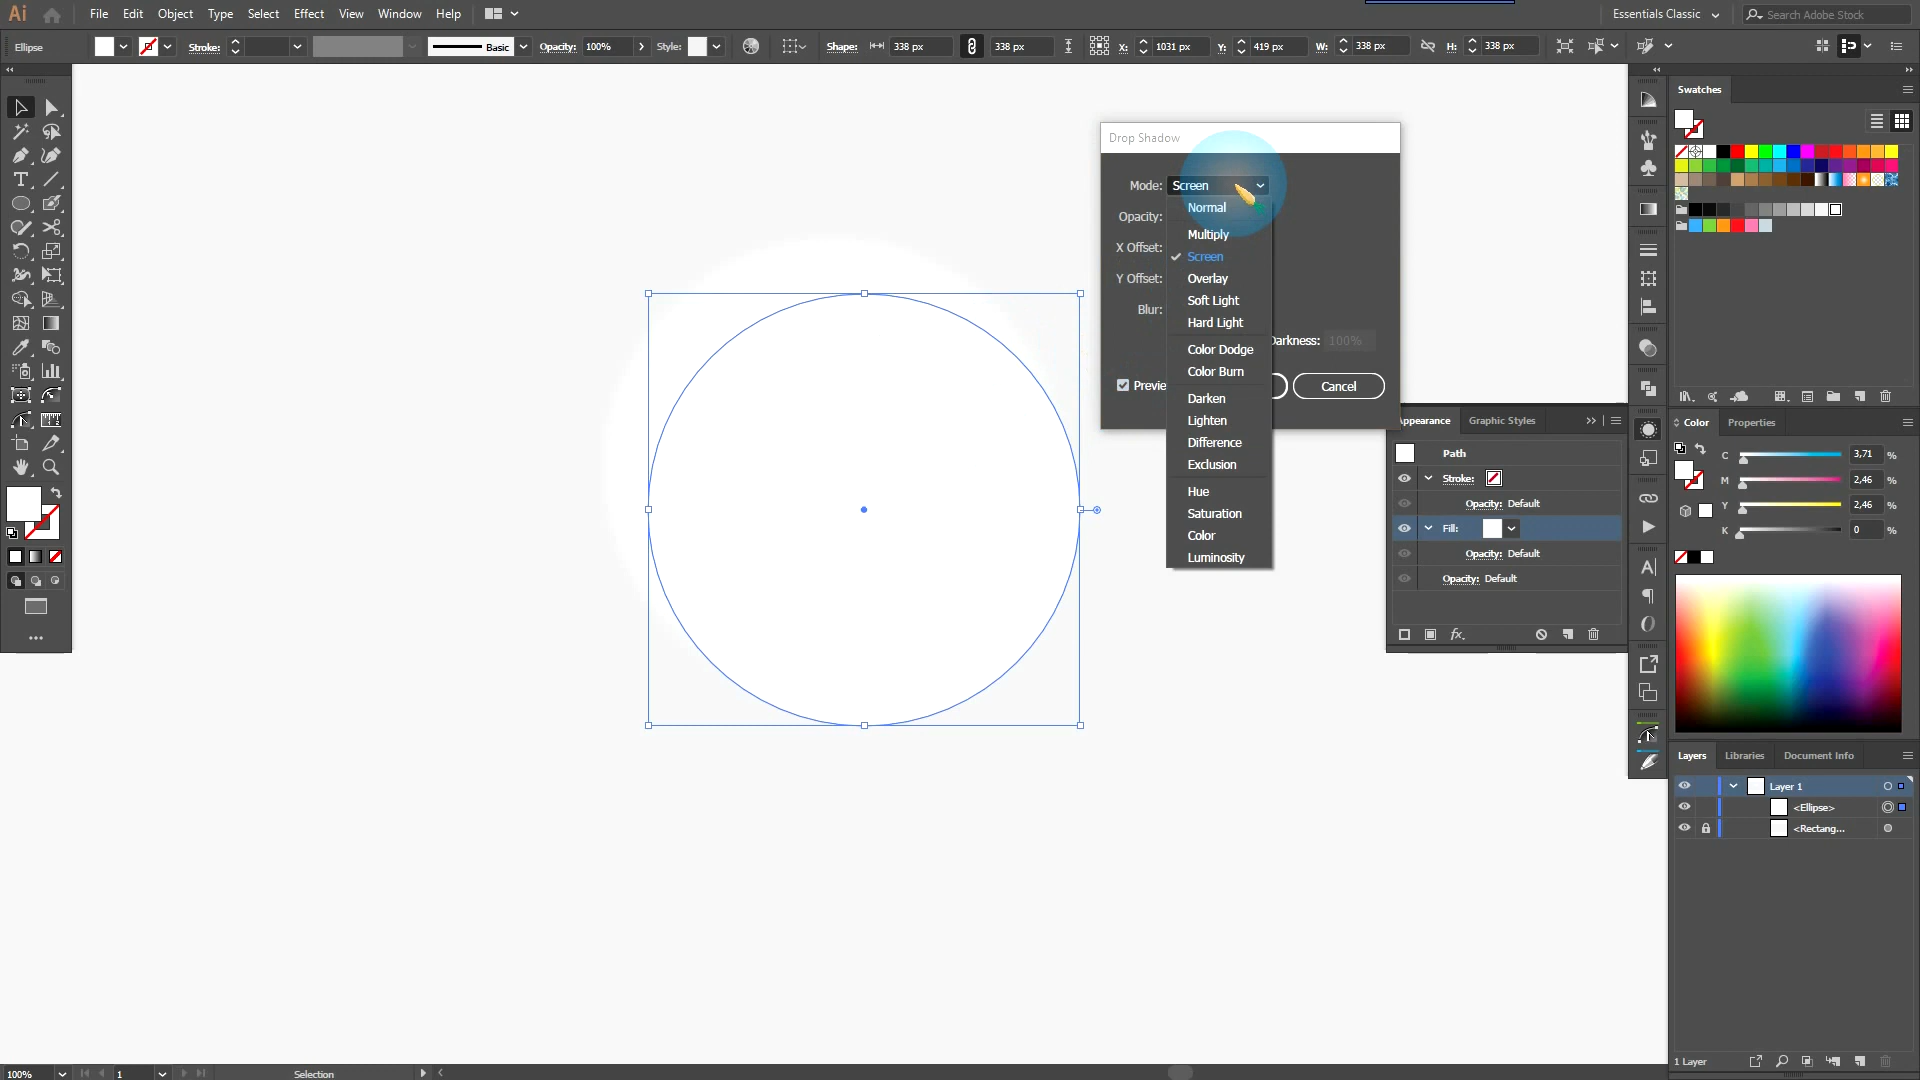 Ai File Edit Object Type Select Effect View Window Help Essentials Classic Search Adobe Stock
Ellipse Stroke: Basic Opacity: 100% Style: Shape: 338 px 338 px X: 1031 px Y: 419 px W: 338 px H: 338 px
Swatches
Drop Shadow
Mode: Screen
Opacity:
X Offset:
Y Offset:
Blur:
Darkness: 100%
Cancel
Normal
Multiply
Screen
Overlay
Soft Light
Hard Light
Color Dodge
Color Burn
Darken
Lighten
Difference
Exclusion
Hue
Saturation
Color
Luminosity
Appearance Graphic Styles
Path
Stroke:
Opacity: Default
Fill:
Opacity: Default
Opacity: Default
fx.
Color Properties
C 3,71 %
M 2,46 %
Y 2,46 %
K 0 %
Layers Libraries Document Info
Layer 1
<Ellipse>
<Rectang...
1 Layer
100% 1 Selection